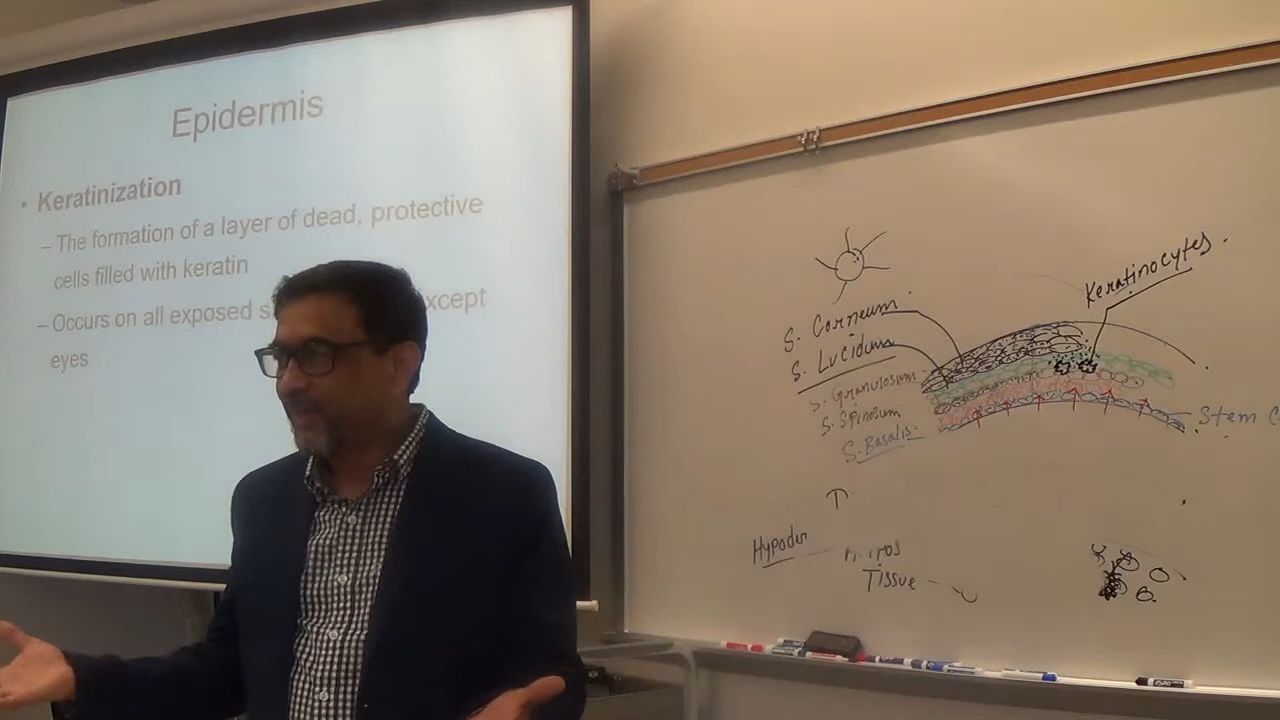 Epidermis
• Keratinization
– The formation of a layer of dead, protective
cells filled with keratin
– Occurs on all exposed s xcept
eyes
Keratinocytes.
S. Corneum
S. Lucidum
S. Granulosum
S. Spinosum
S. Basalis
Stem C
Hypoder
Tissue